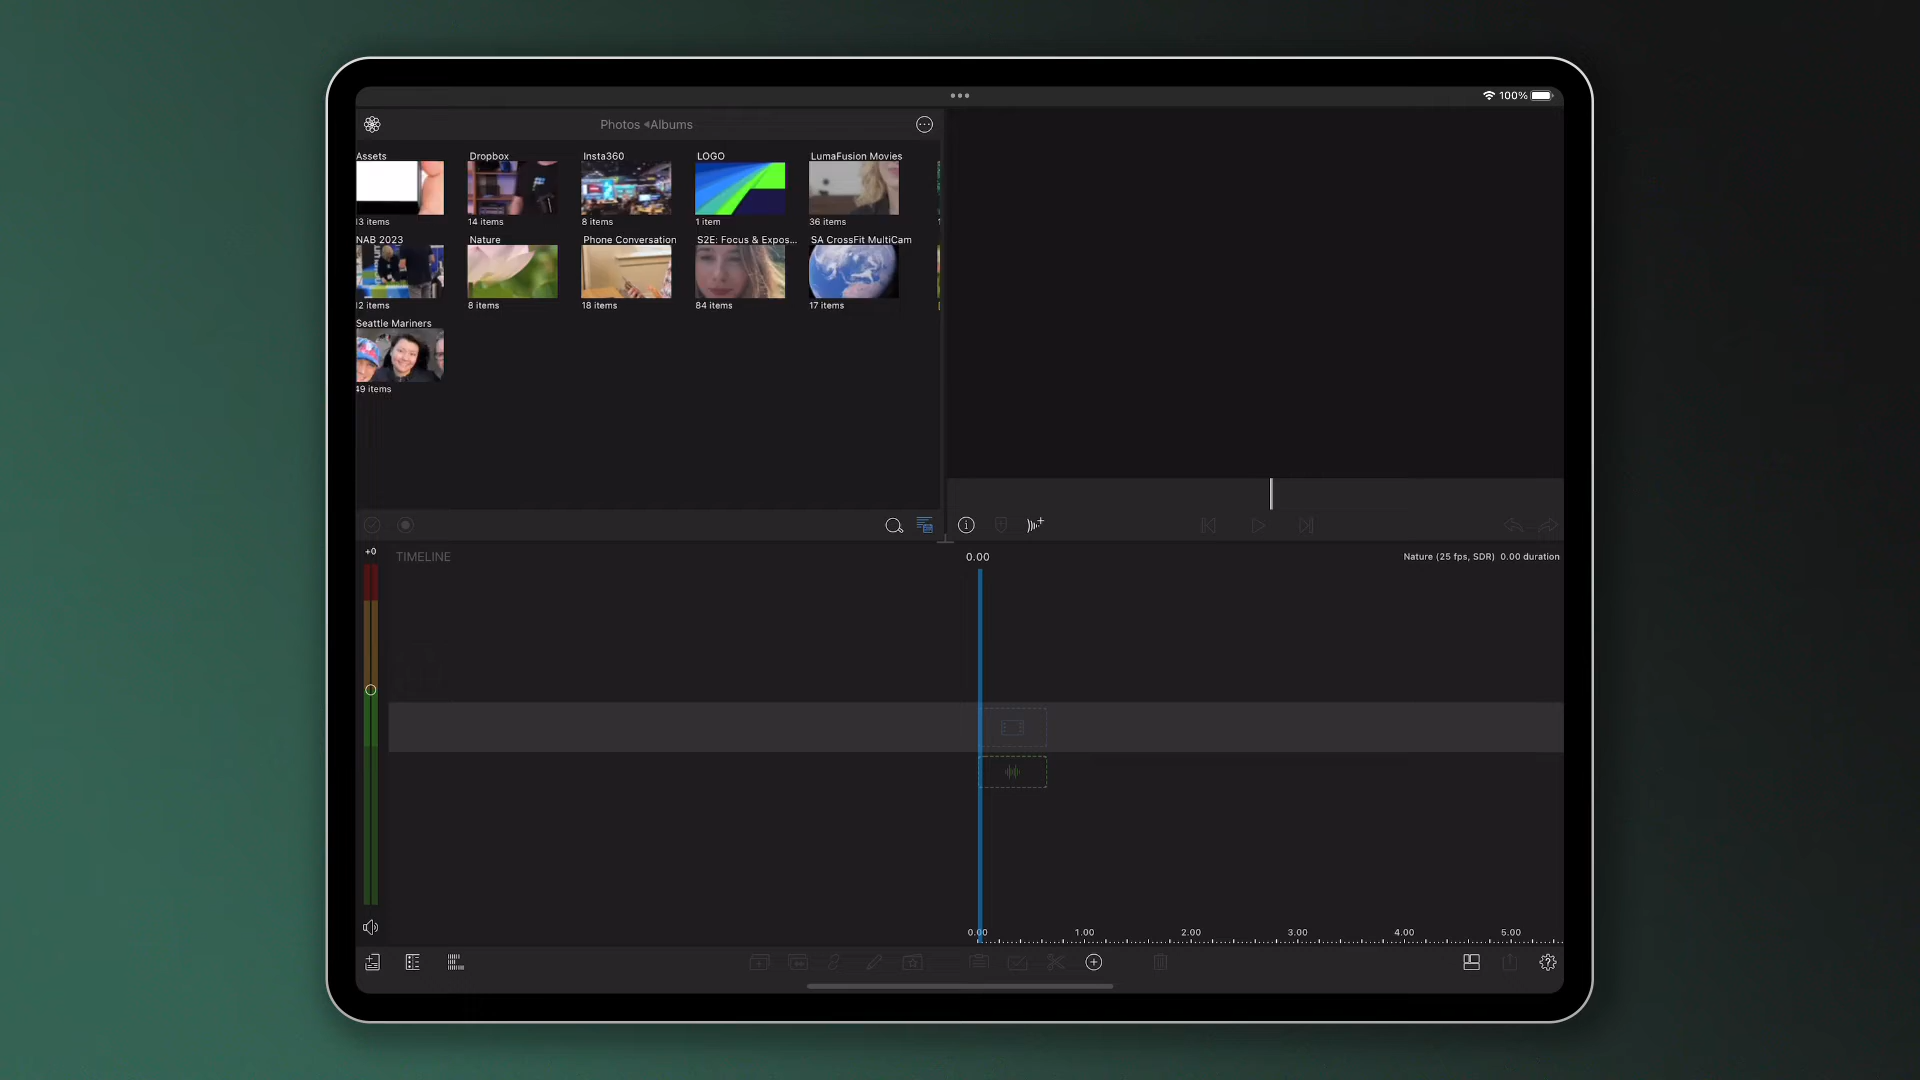 100%
Photos Albums
Assets
Dropbox
Insta360
LOGO
LumaFusion Movies
13 items
14 items
8 items
1 item
36 items
NAB 2023
Nature
Phone Conversation
S2E: Focus & Expos...
SA CrossFit MultiCam
12 items
8 items
18 items
84 items
17 items
Seattle Mariners
49 items
+0
TIMELINE
0.00
Nature (25 fps, SDR) 0.00 duration
0.00
1.00
2.00
3.00
4.00
5.00